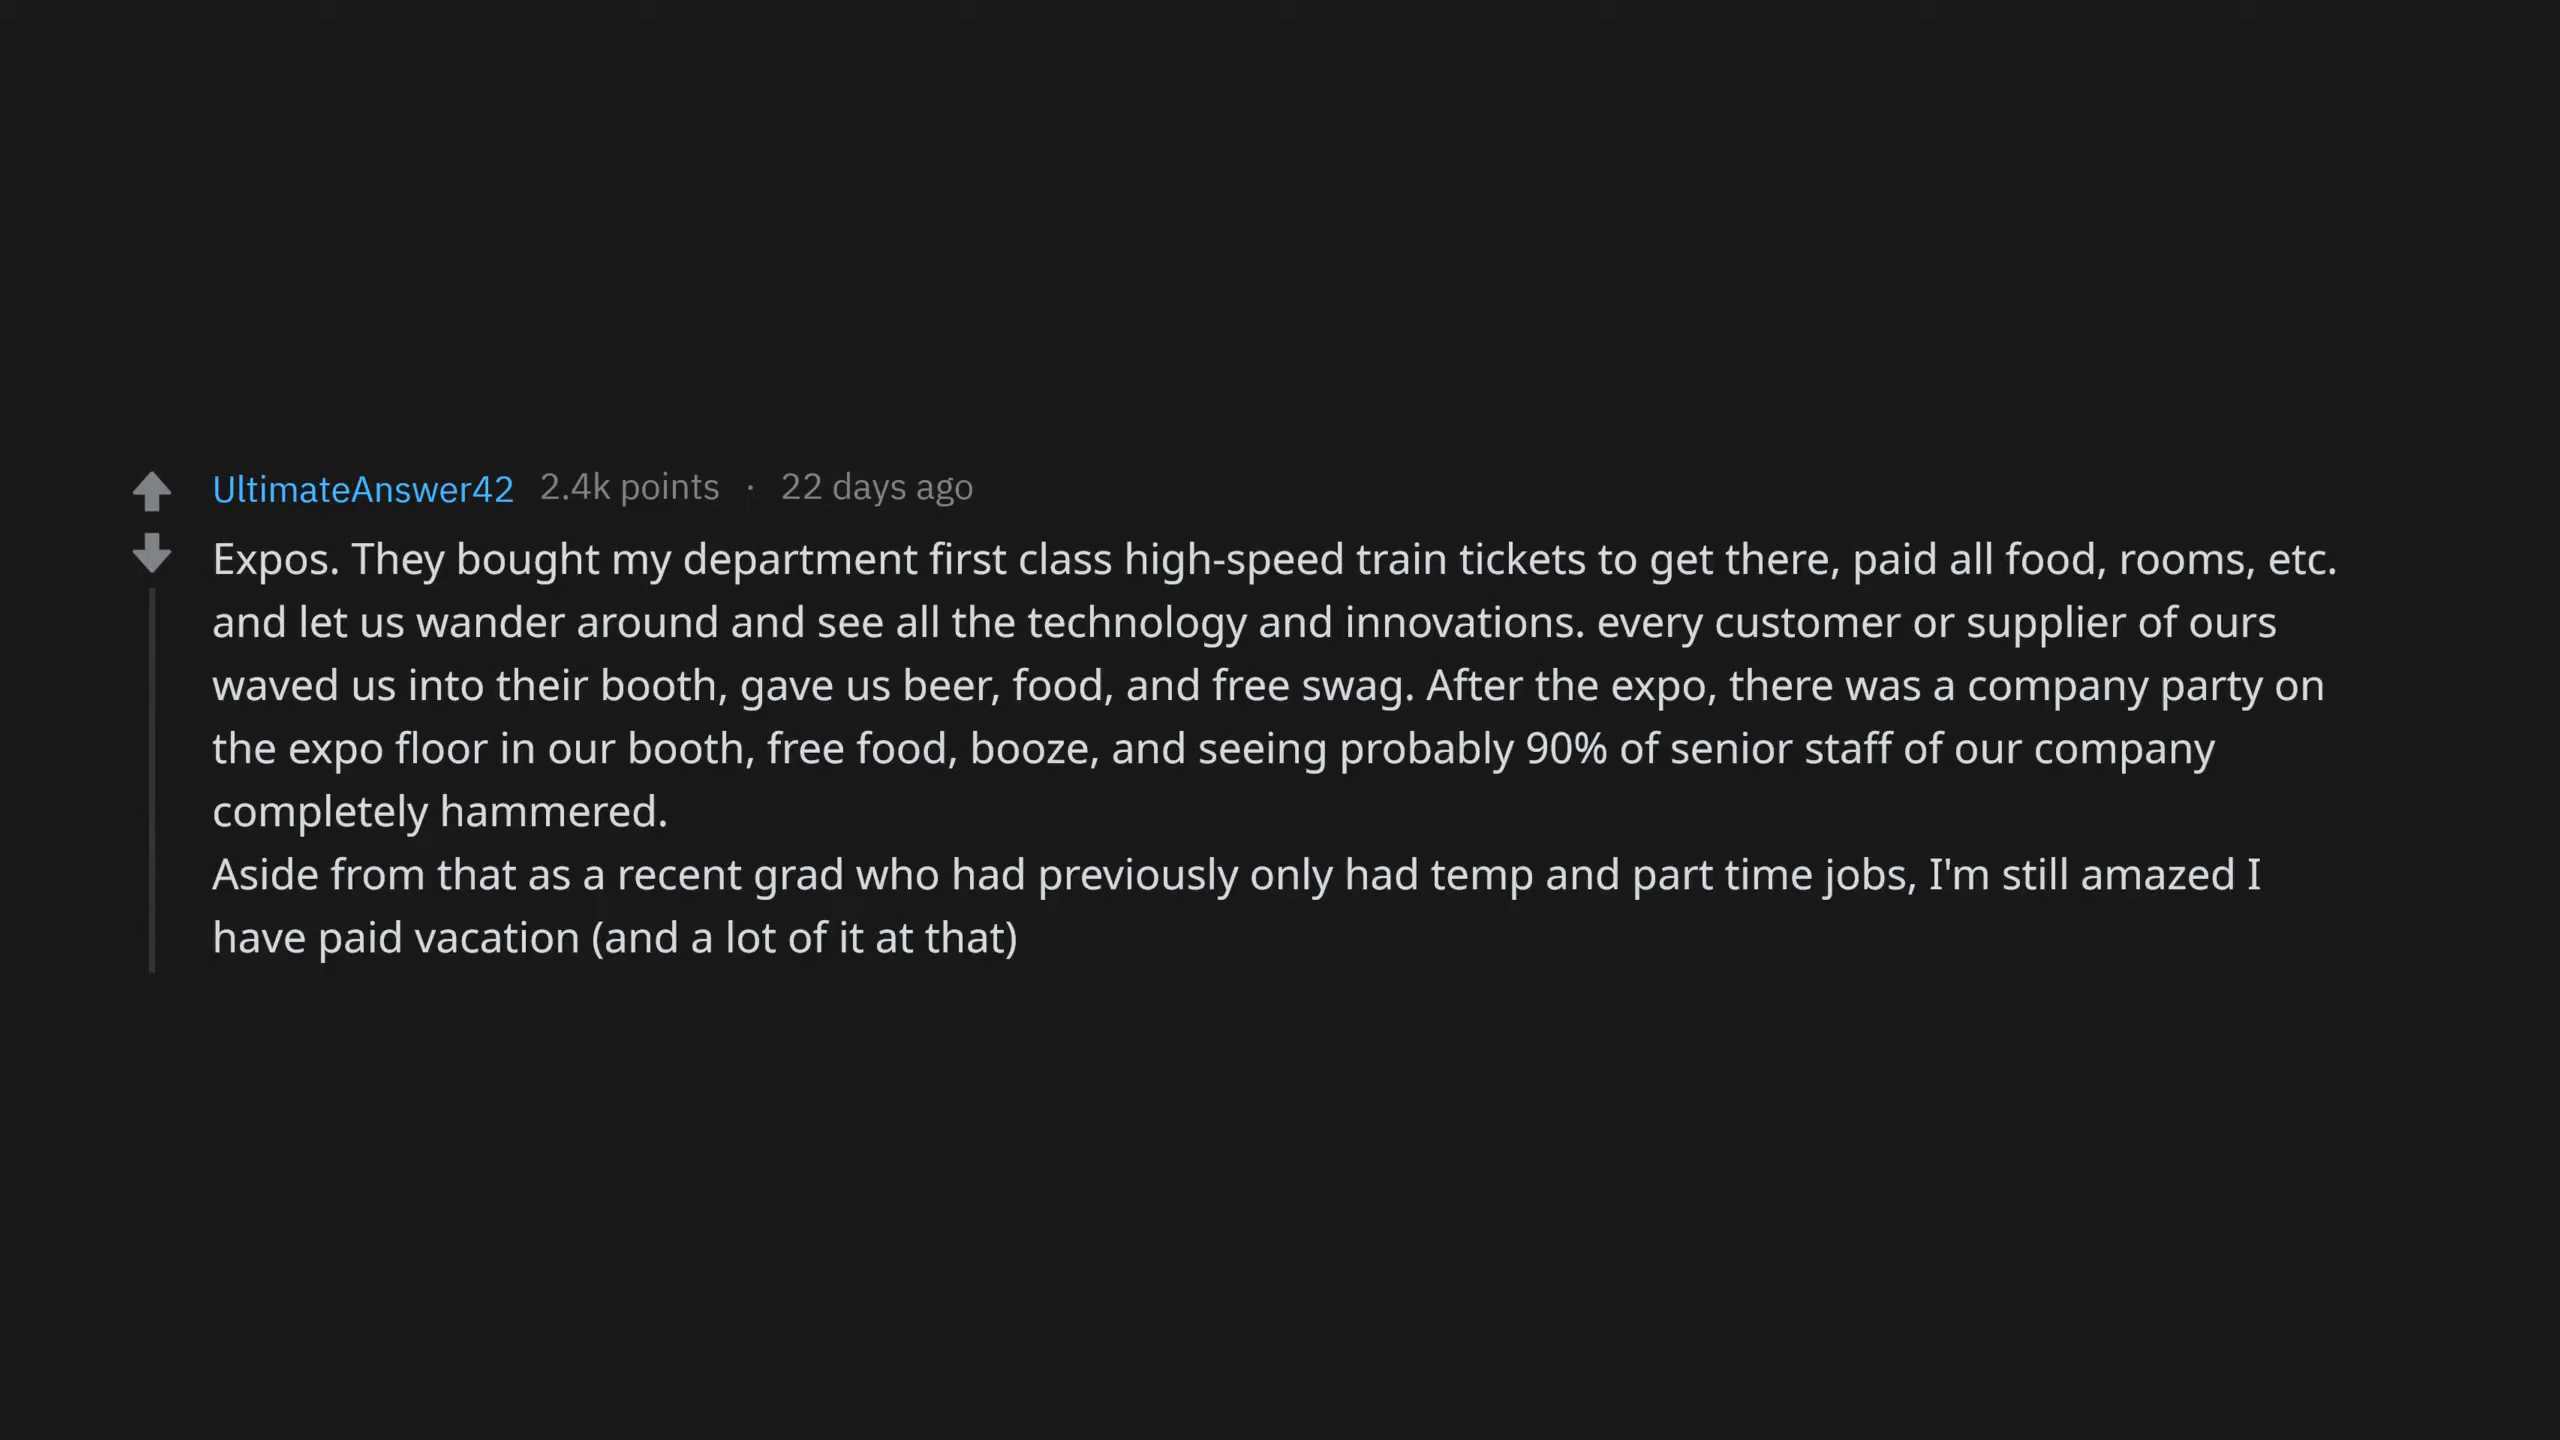 UltimateAnswer42 2.4k points · 22 days ago
Expos. They bought my department first class high-speed train tickets to get there, paid all food, rooms, etc.
and let us wander around and see all the technology and innovations. every customer or supplier of ours
waved us into their booth, gave us beer, food, and free swag. After the expo, there was a company party on
the expo floor in our booth, free food, booze, and seeing probably 90% of senior staff of our company
completely hammered.
Aside from that as a recent grad who had previously only had temp and part time jobs, I'm still amazed I
have paid vacation (and a lot of it at that)